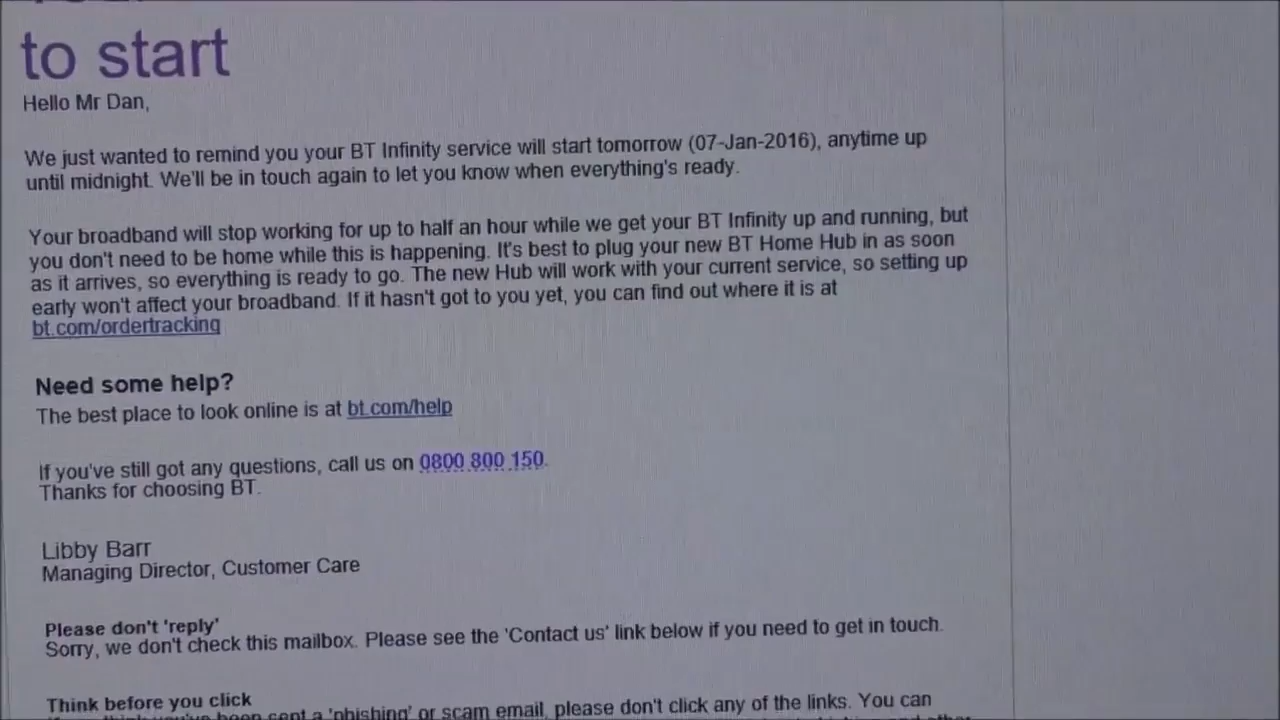 to start
Hello Mr Dan,
We just wanted to remind you your BT Infinity service will start tomorrow (07-Jan-2016), anytime up
until midnight. We'll be in touch again to let you know when everything's ready.
Your broadband will stop working for up to half an hour while we get your BT Infinity up and running, but
you don't need to be home while this is happening. It's best to plug your new BT Home Hub in as soon
as it arrives, so everything is ready to go. The new Hub will work with your current service, so setting up
early won't affect your broadband. If it hasn't got to you yet, you can find out where it is at
bt.com/ordertracking
Need some help?
The best place to look online is at bt.com/help
If you've still got any questions, call us on 0800 800 150.
Thanks for choosing BT.
Libby Barr
Managing Director, Customer Care
Please don't 'reply'
Sorry, we don't check this mailbox. Please see the 'Contact us' link below if you need to get in touch.
Think before you click
you've been sent a 'phishing' or scam email, please don't click any of the links. You can